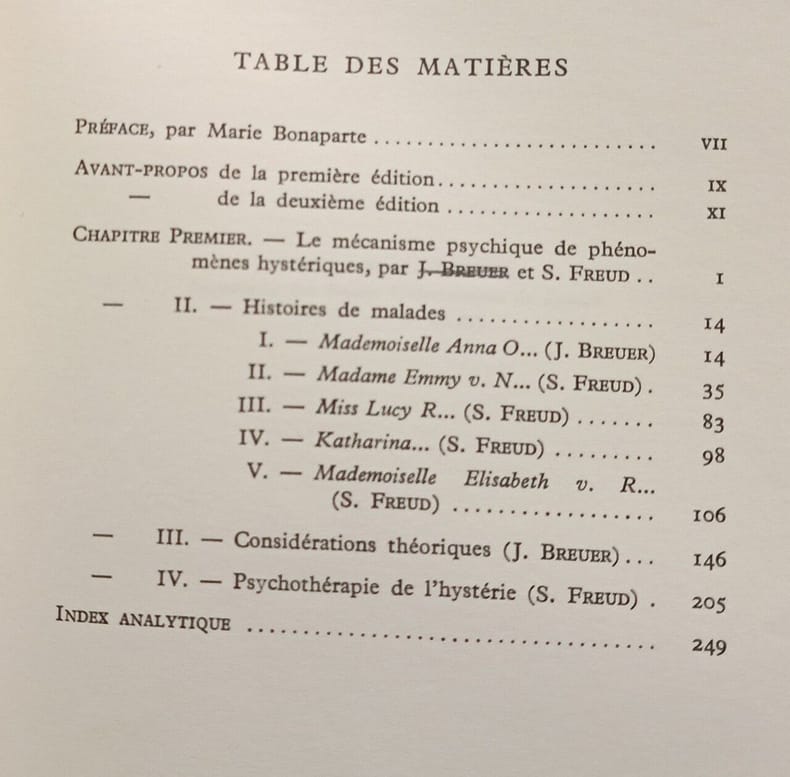 TABLE DES MATIÈRES
PRÉFACE, par Marie Bonaparte ........................... VII
AVANT-PROPOS de la première édition.................... IX
— de la deuxième édition ................... XI
CHAPITRE PREMIER. — Le mécanisme psychique de phéno-
mènes hystériques, par J. BREUER et S. FREUD .. 1
— II. — Histoires de malades ................... 14
I. — Mademoiselle Anna O... (J. BREUER) 14
II. — Madame Emmy v. N... (S. FREUD) . 35
III. — Miss Lucy R... (S. FREUD) ....... 83
IV. — Katharina... (S. FREUD) ......... 98
V. — Mademoiselle Elisabeth v. R...
(S. FREUD) .................. 106
— III. — Considérations théoriques (J. BREUER)... 146
— IV. — Psychothérapie de l'hystérie (S. FREUD) . 205
INDEX ANALYTIQUE ..................................... 249